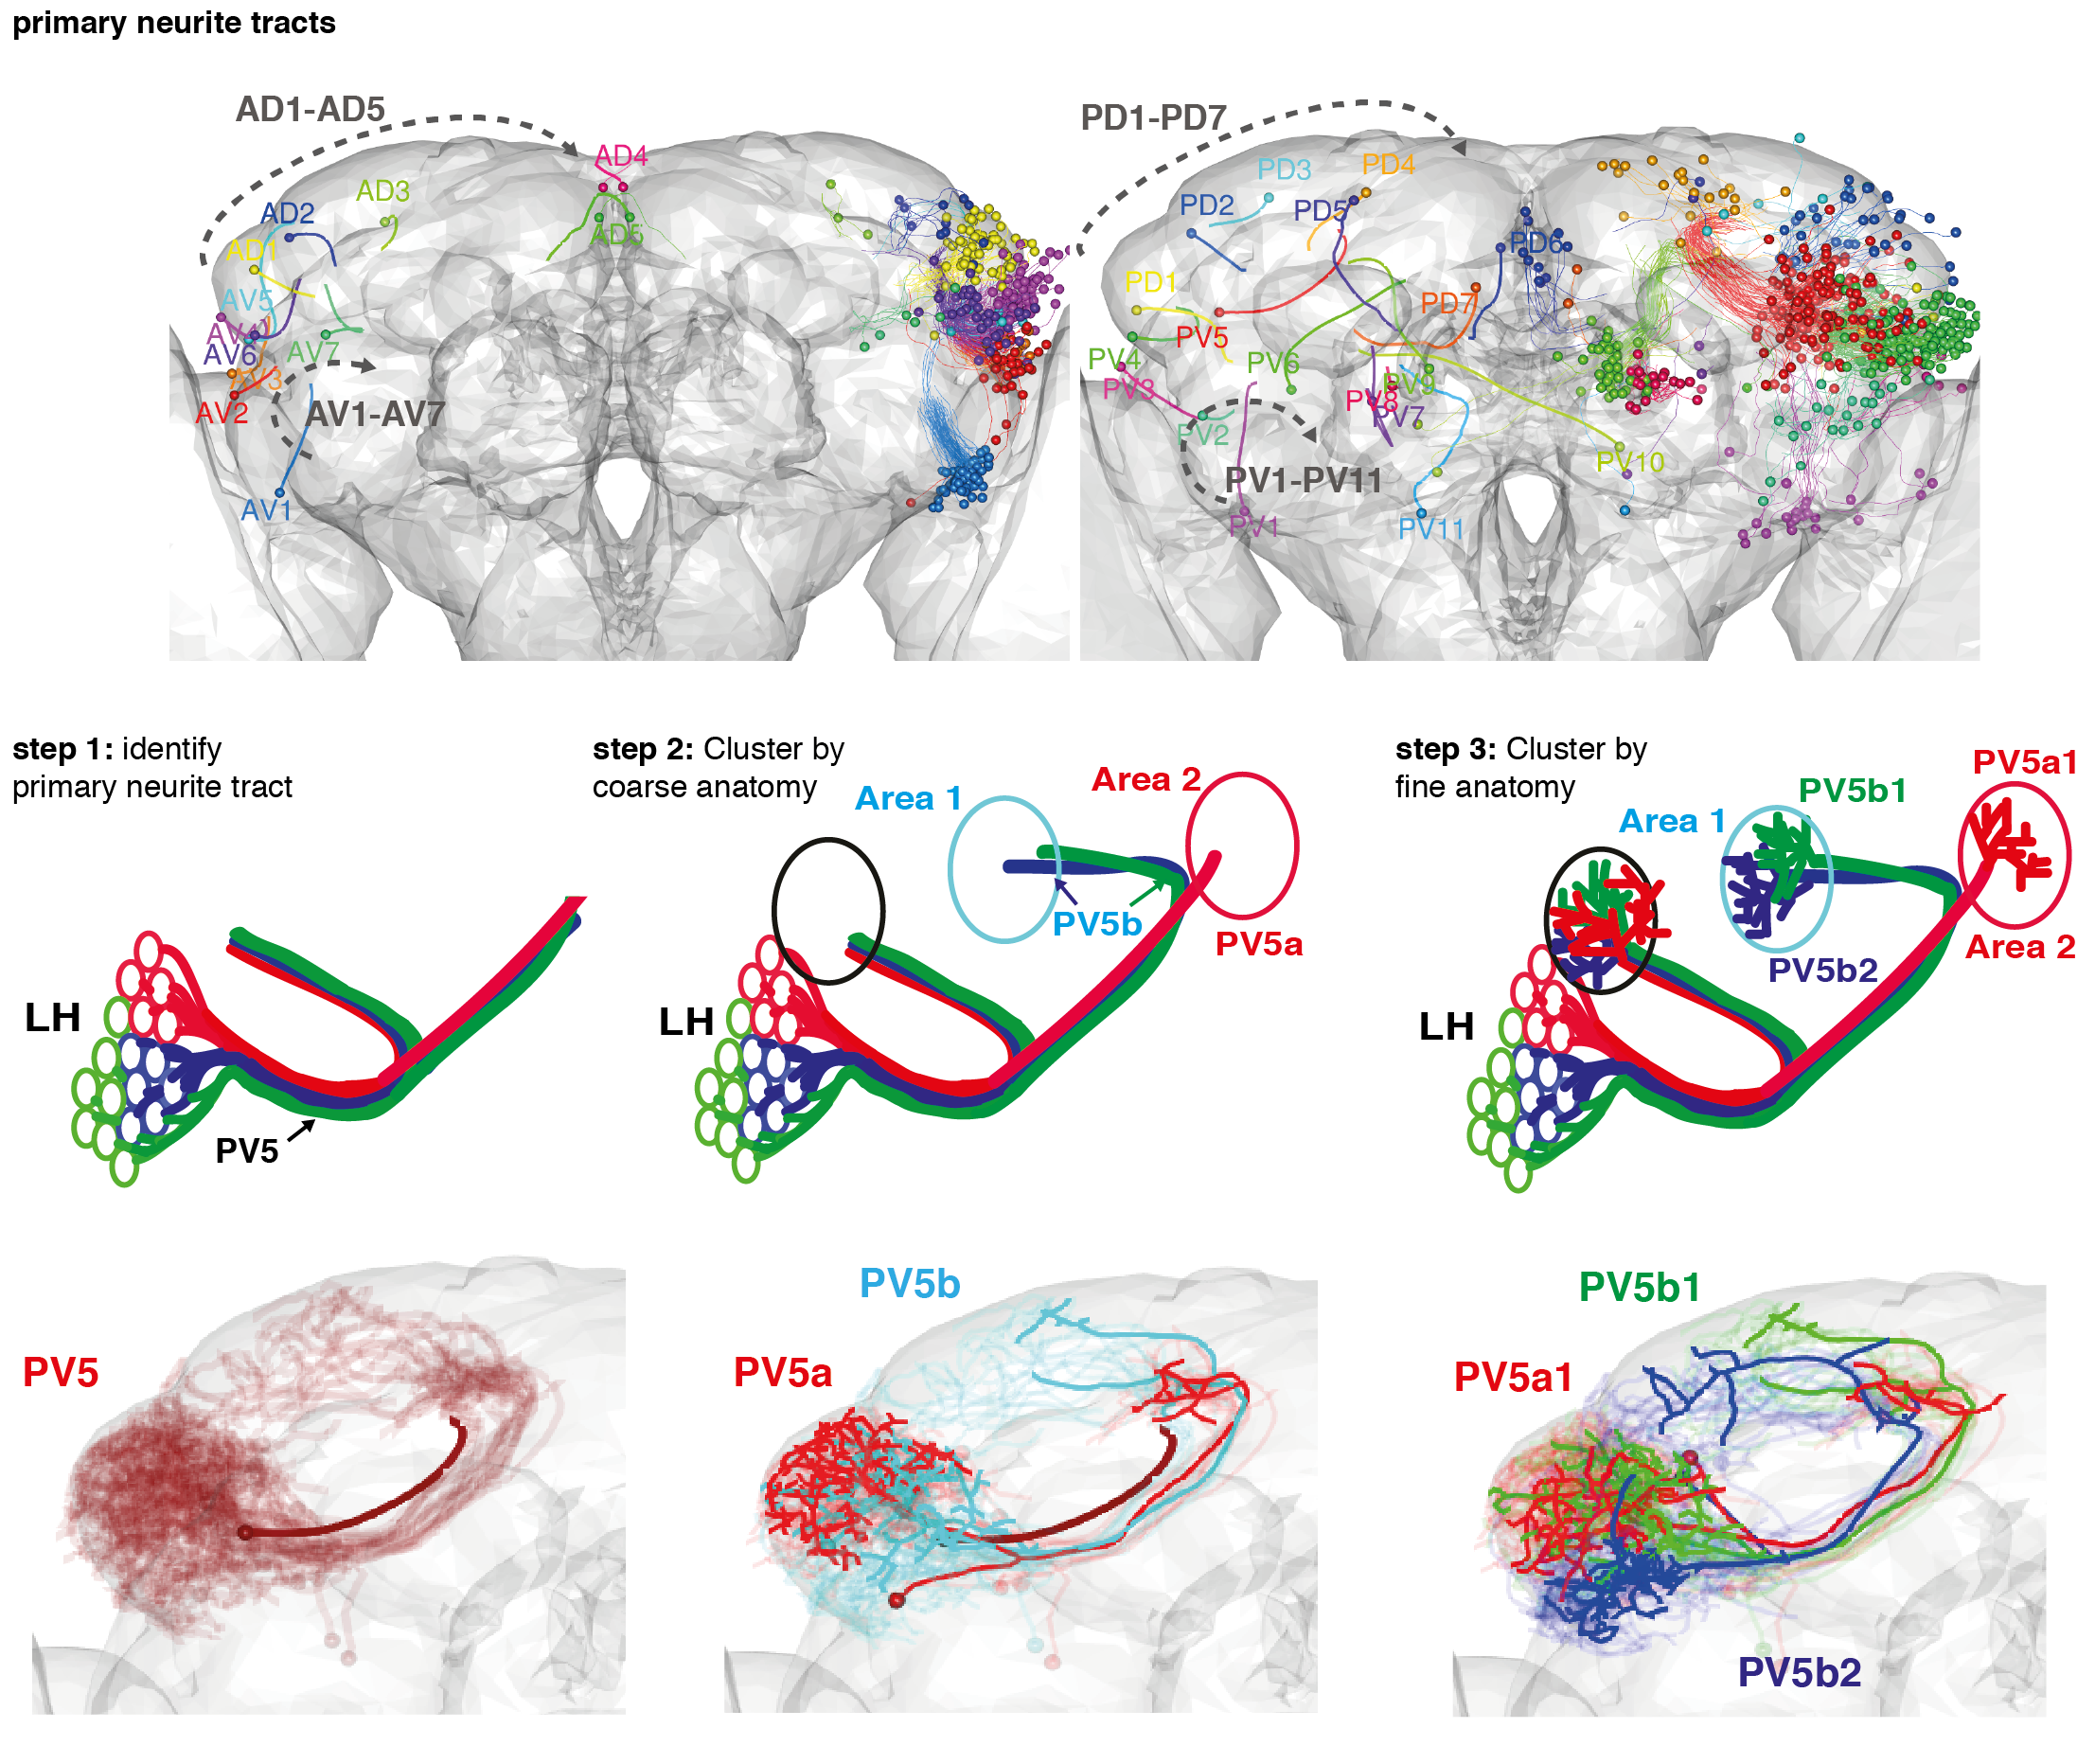 primary neurite tracts
AD1-AD5
AD4
AD3
AD2
AD5
AD1
AV5
AV4
AV6
AV7
AV3
AV2
AV1-AV7
AV1
PD1-PD7
PD3
PD4
PD2
PD5
PD6
PD1
PD7
PV5
PV4
PV6
PV3
PV9
PV8
PV7
PV2
PV10
PV1-PV11
PV1
PV11
step 1: identify
primary neurite tract
LH
PV5
step 2: Cluster by
coarse anatomy
Area 1
Area 2
PV5b
PV5a
LH
step 3: Cluster by
fine anatomy
PV5a1
PV5b1
Area 1
Area 2
PV5b2
LH
PV5
PV5b
PV5a
PV5b1
PV5a1
PV5b2